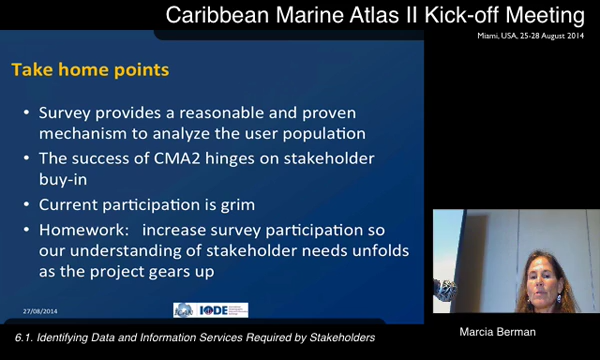 Caribbean Marine Atlas II Kick-off Meeting
Miami, USA, 25-28 August 2014
Take home points
• Survey provides a reasonable and proven
mechanism to analyze the user population
• The success of CMA2 hinges on stakeholder
buy-in
• Current participation is grim
• Homework: increase survey participation so
our understanding of stakeholder needs unfolds
as the project gears up
27/08/2014
IODE
6.1. Identifying Data and Information Services Required by Stakeholders
Marcia Berman